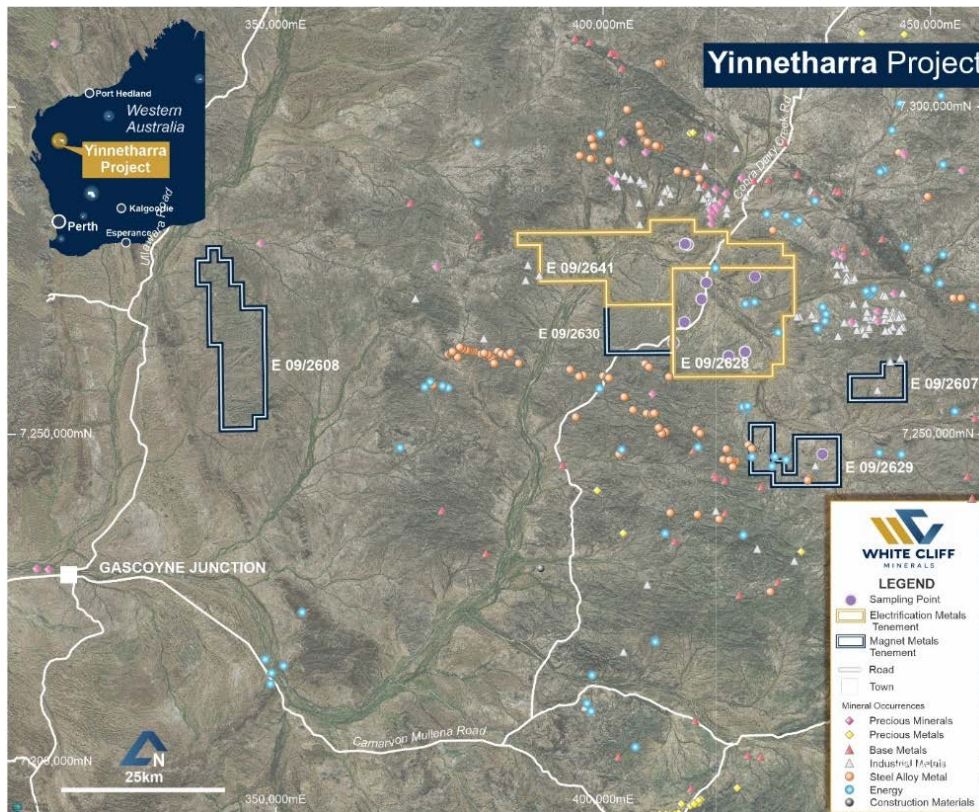 350,000mE
400,000mE
450,000mE
Yinnetharra Project
7,300,000mN
Port Hedland
Western
Australia
Yinnetharra
Project
Kalgoorlie
Perth
Esperance
Ullawarra Road
Cobra Dairy Creek Rd
E 09/2641
E 09/2630
E 09/2608
E 09/2628
E 09/2607
7,250,000mN
7,250,000mN
E 09/2629
GASCOYNE JUNCTION
WHITE CLIFF
MINERALS
LEGEND
Sampling Point
Electrification Metals
Tenement
Magnet Metals
Tenement
Road
Town
Mineral Occurrences
Precious Minerals
Precious Metals
Base Metals
Industrial Metals
Steel Alloy Metal
Energy
Construction Materials
Carnarvon Mullewa Road
N
25km
7,200,000mN
350,000mE
400,000mE